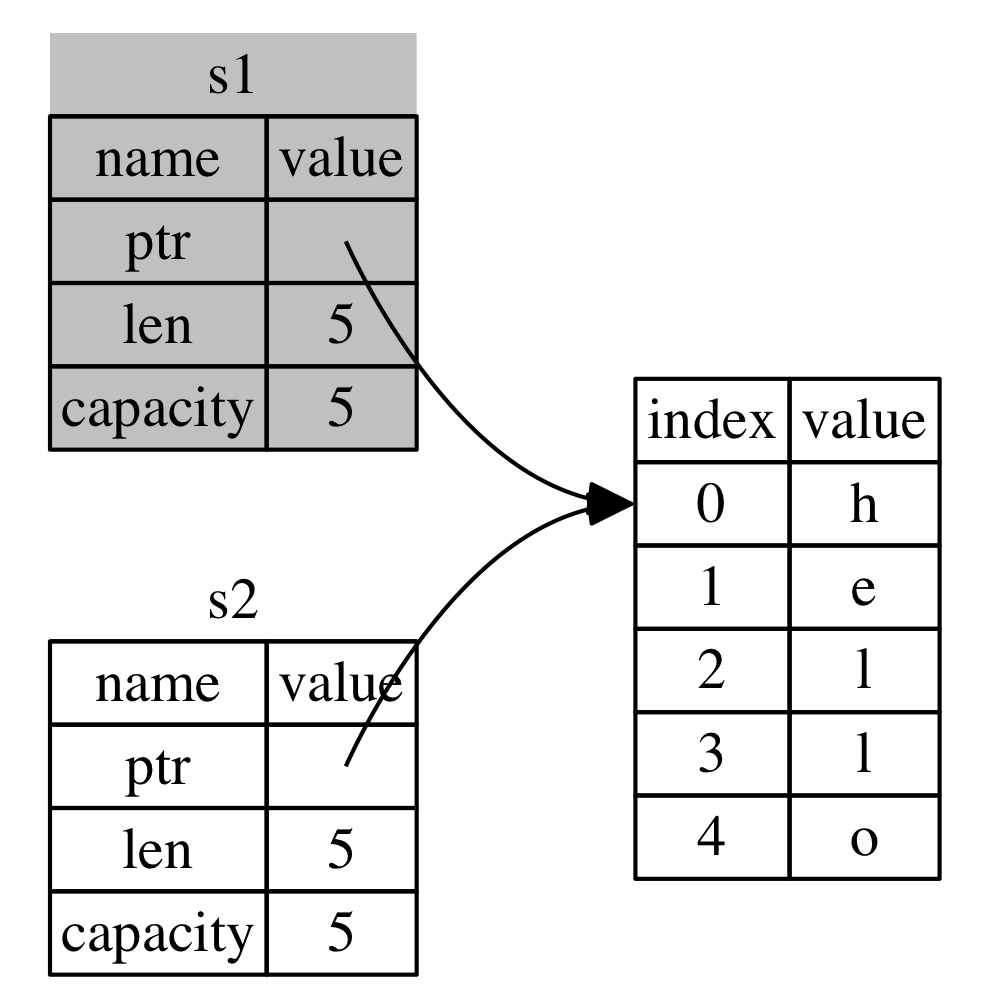 s1
name value
ptr
len 5
capacity 5
s2
name value
ptr
len 5
capacity 5
index value
0 h
1 e
2 l
3 l
4 o